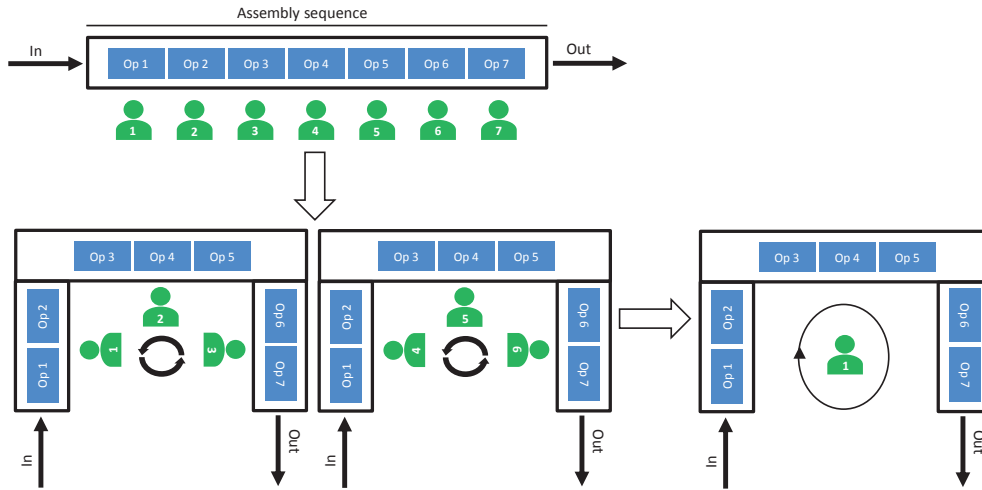 Assembly sequence
In
Out
Op 1 Op 2 Op 3 Op 4 Op 5 Op 6 Op 7
1 2 3 4 5 6 7
Op 3 Op 4 Op 5
Op 2
Op 1
2
1
3
Op 6
Op 7
In
Out
Op 3 Op 4 Op 5
Op 2
Op 1
5
4
6
Op 6
Op 7
In
Out
Op 3 Op 4 Op 5
Op 2
Op 1
1
Op 6
Op 7
In
Out